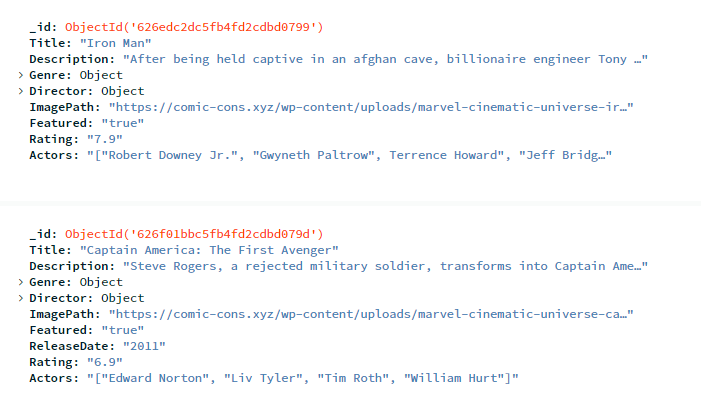 _id: ObjectId('626edc2dc5fb4fd2cdbd0799')
Title: "Iron Man"
Description: "After being held captive in an afghan cave, billionaire engineer Tony …"
> Genre: Object
> Director: Object
ImagePath: "https://comic-cons.xyz/wp-content/uploads/marvel-cinematic-universe-ir…"
Featured: "true"
Rating: "7.9"
Actors: "["Robert Downey Jr.", "Gwyneth Paltrow", Terrence Howard", "Jeff Bridg…"
_id: ObjectId('626f01bbc5fb4fd2cdbd079d')
Title: "Captain America: The First Avenger"
Description: "Steve Rogers, a rejected military soldier, transforms into Captain Ame…"
> Genre: Object
> Director: Object
ImagePath: "https://comic-cons.xyz/wp-content/uploads/marvel-cinematic-universe-ca…"
Featured: "true"
ReleaseDate: "2011"
Rating: "6.9"
Actors: "["Edward Norton", "Liv Tyler", "Tim Roth", "William Hurt"]"